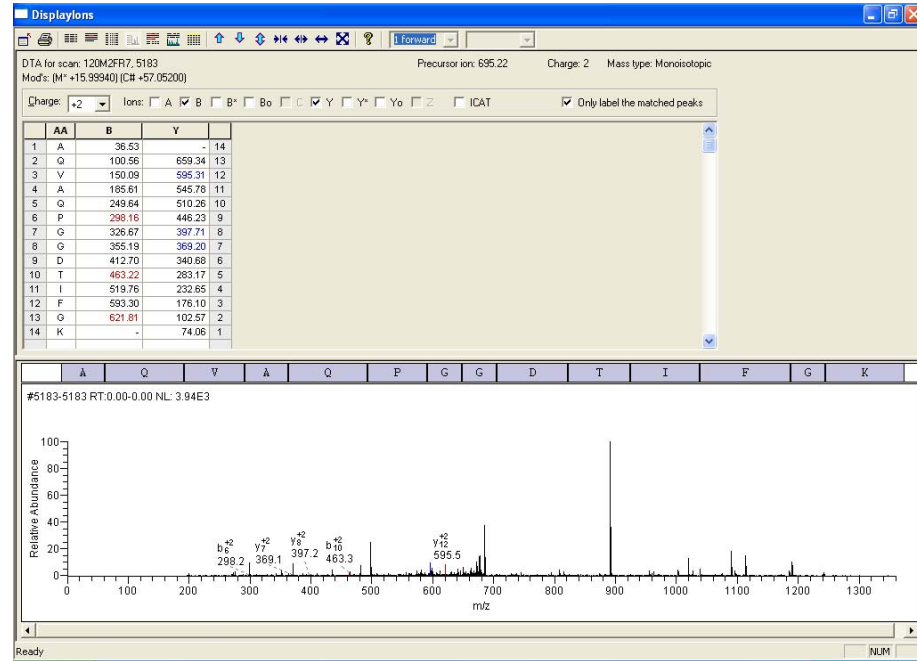 DisplayIons
1 Forward
DTA for scan: 120M2FR7, 5183 Precursor ion: 695.22 Charge: 2 Mass type: Monoisotopic
Mod's: (M* +15.99940) (C# +57.05200)
Charge: +2 Ions: A B B* Bo C Y Y* Yo Z ICAT Only label the matched peaks
AA B Y
1 A 36.53 - 14
2 Q 100.56 659.34 13
3 V 150.09 595.31 12
4 A 185.61 545.78 11
5 Q 249.64 510.26 10
6 P 298.16 446.23 9
7 G 326.67 397.71 8
8 G 355.19 369.20 7
9 D 412.70 340.68 6
10 T 463.22 283.17 5
11 I 519.76 232.65 4
12 F 593.30 176.10 3
13 G 621.81 102.57 2
14 K - 74.06 1
A Q V A Q P G G D T I F G K
#5183-5183 RT:0.00-0.00 NL: 3.94E3
100
80
60
40
20
0
Relative Abundance
b6+2 298.2
y7+2 369.1
y8+2 397.2
b10+2 463.3
y12+2 595.5
0 100 200 300 400 500 600 700 800 900 1000 1100 1200 1300
m/z
Ready NUM